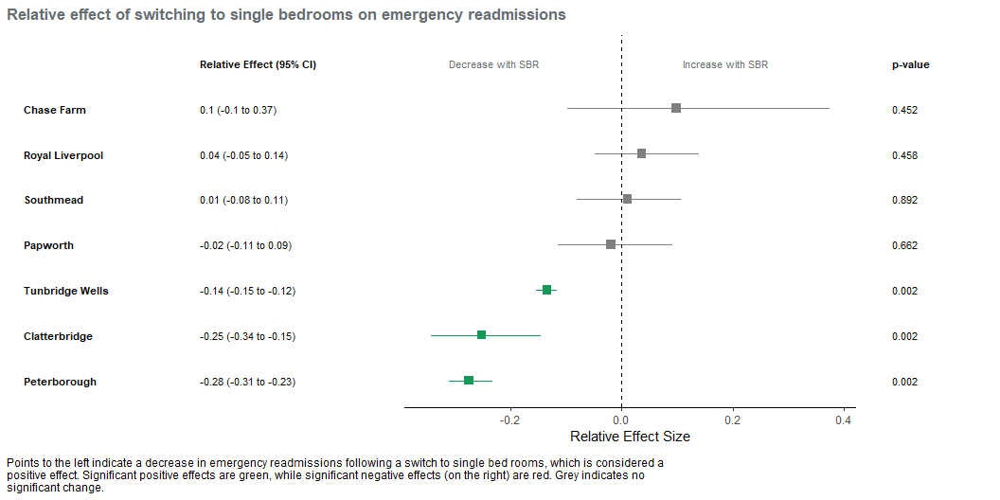 Relative effect of switching to single bedrooms on emergency readmissions
Relative Effect (95% CI) Decrease with SBR Increase with SBR p-value
Chase Farm 0.1 (-0.1 to 0.37) 0.452
Royal Liverpool 0.04 (-0.05 to 0.14) 0.458
Southmead 0.01 (-0.08 to 0.11) 0.892
Papworth -0.02 (-0.11 to 0.09) 0.662
Tunbridge Wells -0.14 (-0.15 to -0.12) 0.002
Clatterbridge -0.25 (-0.34 to -0.15) 0.002
Peterborough -0.28 (-0.31 to -0.23) 0.002
-0.2 0.0 0.2 0.4
Relative Effect Size
Points to the left indicate a decrease in emergency readmissions following a switch to single bed rooms, which is considered a
positive effect. Significant positive effects are green, while significant negative effects (on the right) are red. Grey indicates no
significant change.